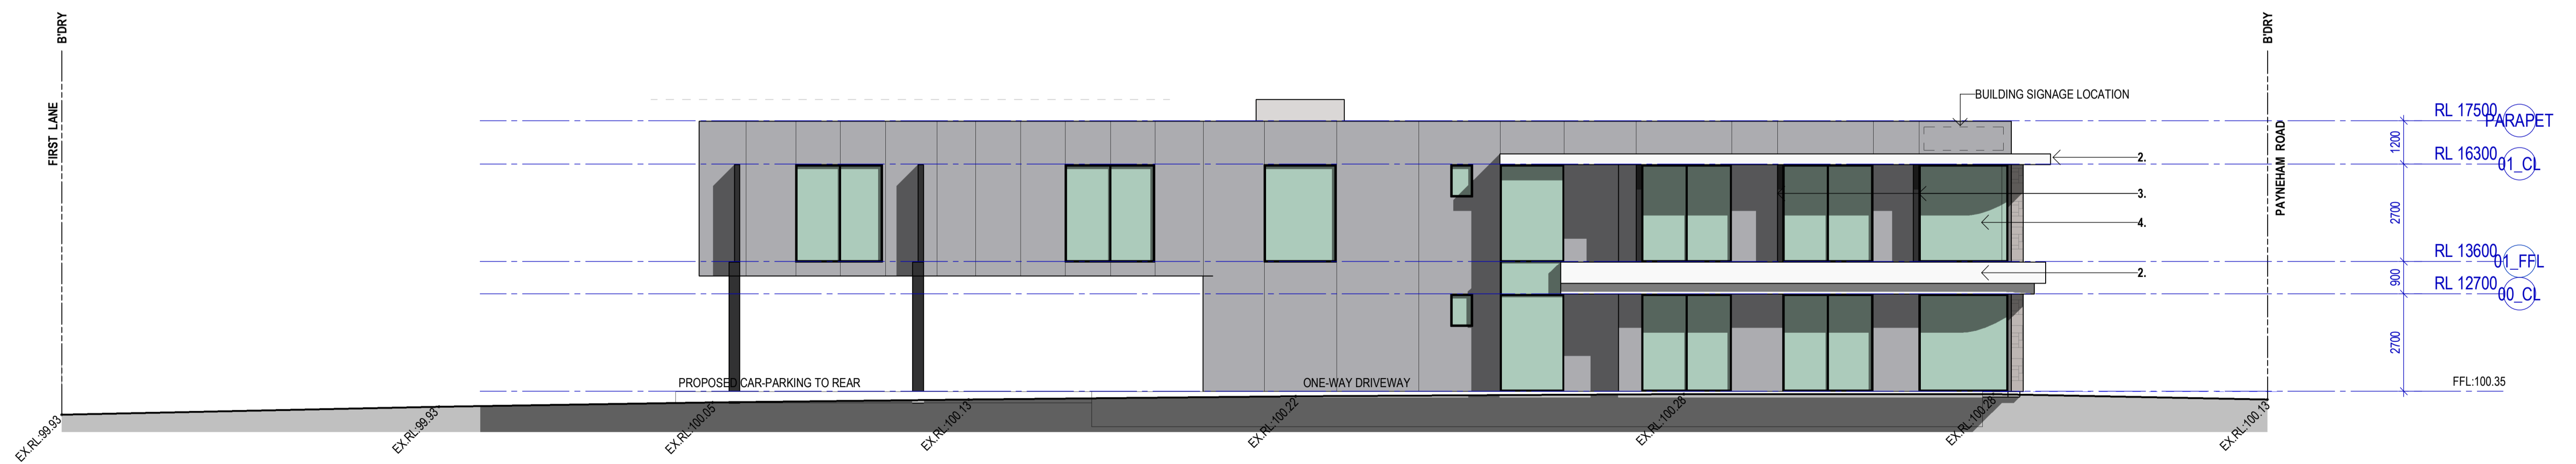 B'DRY
B'DRY
FIRST LANE
PAYNEHAM ROAD
BUILDING SIGNAGE LOCATION
RL 17500
PARAPET
1200
2.
RL 16300
01_CL
3.
2700
4.
RL 13600
01_FFL
2.
900
RL 12700
00_CL
2700
PROPOSED CAR-PARKING TO REAR
ONE-WAY DRIVEWAY
FFL:100.35
EX.RL:99.93
EX.RL:99.93
EX.RL:100.05
EX.RL:100.13
EX.RL:100.22
EX.RL:100.28
EX.RL:100.28
EX.RL:100.13